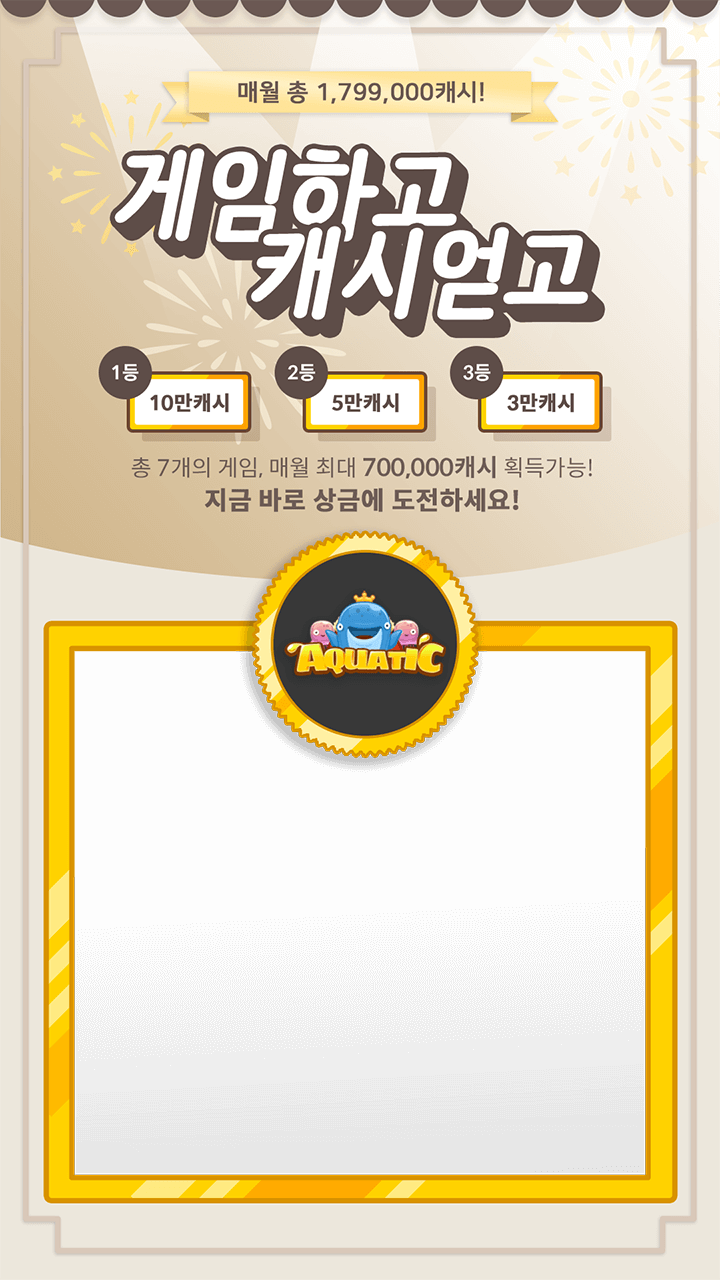 매월 총 1,799,000캐시!
게임하고
캐시얻고
1등
10만캐시
2등
5만캐시
3등
3만캐시
총 7개의 게임, 매월 최대 700,000캐시 획득가능!
지금 바로 상금에 도전하세요!
AQUATIC